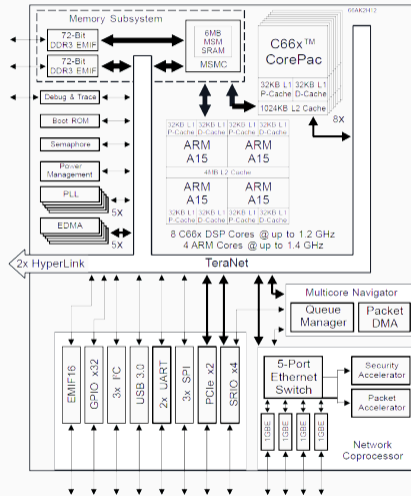 66AK2H12
Memory Subsystem
72-Bit
DDR3 EMIF
72-Bit
DDR3 EMIF
6MB
MSM
SRAM
MSMC
C66x™
CorePac
32KB L1
P-Cache
32KB L1
D-Cache
1024KB L2 Cache
8X
Debug & Trace
Boot ROM
Semaphore
Power
Management
PLL
5X
EDMA
5X
32KB L1
P-Cache
32KB L1
D-Cache
32KB L1
P-Cache
32KB L1
D-Cache
ARM
A15
ARM
A15
4MB L2 Cache
ARM
A15
ARM
A15
32KB L1
P-Cache
32KB L1
D-Cache
32KB L1
P-Cache
32KB L1
D-Cache
8 C66x DSP Cores @ up to 1.2 GHz
4 ARM Cores @ up to 1.4 GHz
2x HyperLink
TeraNet
Multicore Navigator
Queue
Manager
Packet
DMA
EMIF16
GPIO x32
3x I²C
USB 3.0
2x UART
3x SPI
PCIe x2
SRIO x4
5-Port
Ethernet
Switch
Security
Accelerator
Packet
Accelerator
1GBE
1GBE
1GBE
1GBE
Network
Coprocessor